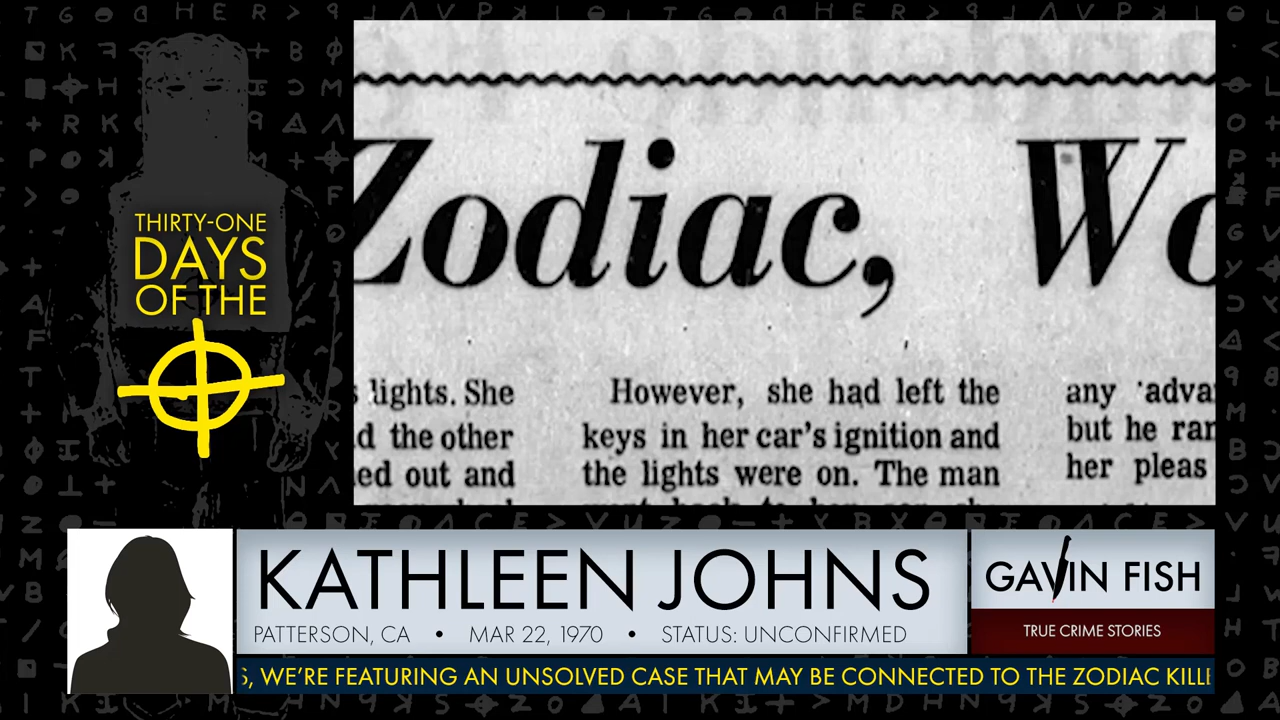 THIRTY-ONE
DAYS
OF THE
Zodiac,
lights. She
the other
out and
However, she had left the
keys in her car's ignition and
the lights were on. The man
any
but he
her pleas
KATHLEEN JOHNS
PATTERSON, CA • MAR 22, 1970 • STATUS: UNCONFIRMED
GAVIN FISH
TRUE CRIME STORIES
WE'RE FEATURING AN UNSOLVED CASE THAT MAY BE CONNECTED TO THE ZODIAC